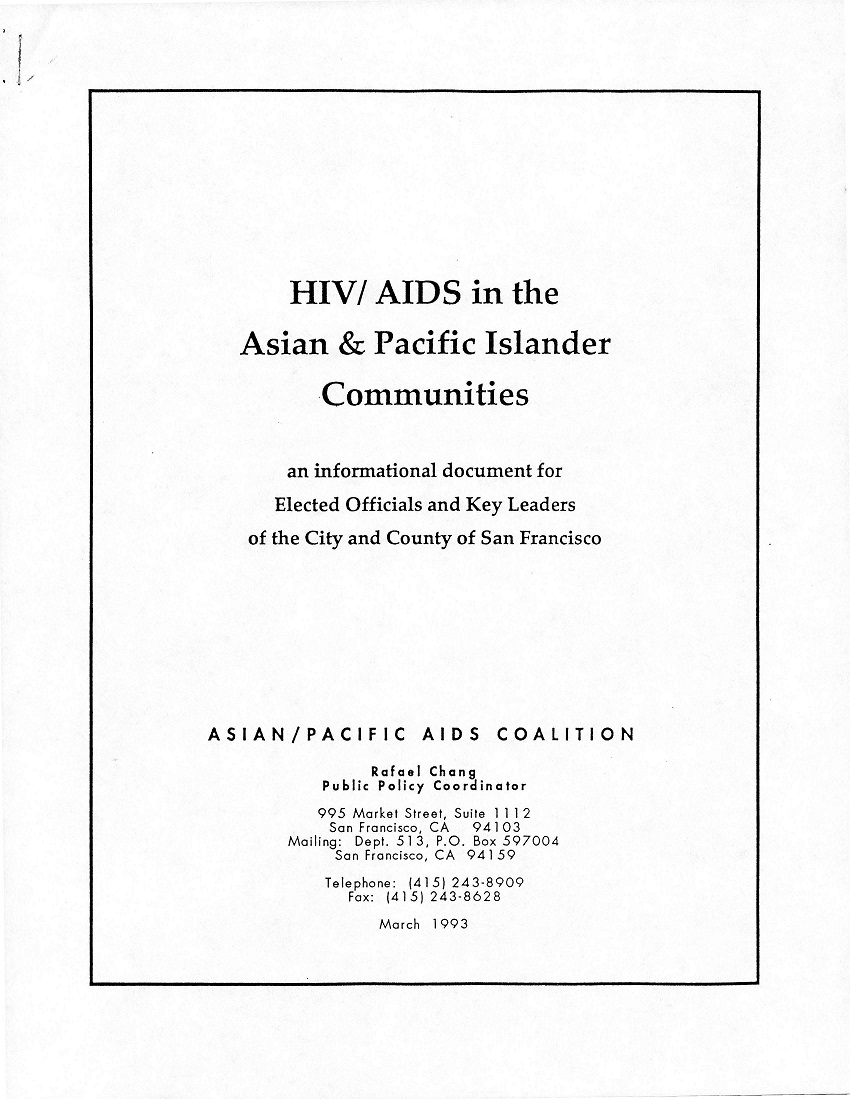 HIV/ AIDS in the
Asian & Pacific Islander
Communities
an informational document for
Elected Officials and Key Leaders
of the City and County of San Francisco
ASIAN/PACIFIC AIDS COALITION
Rafael Chang
Public Policy Coordinator
995 Market Street, Suite 1112
San Francisco, CA 94103
Mailing: Dept. 513, P.O. Box 597004
San Francisco, CA 94159
Telephone: (415) 243-8909
Fax: (415) 243-8628
March 1993